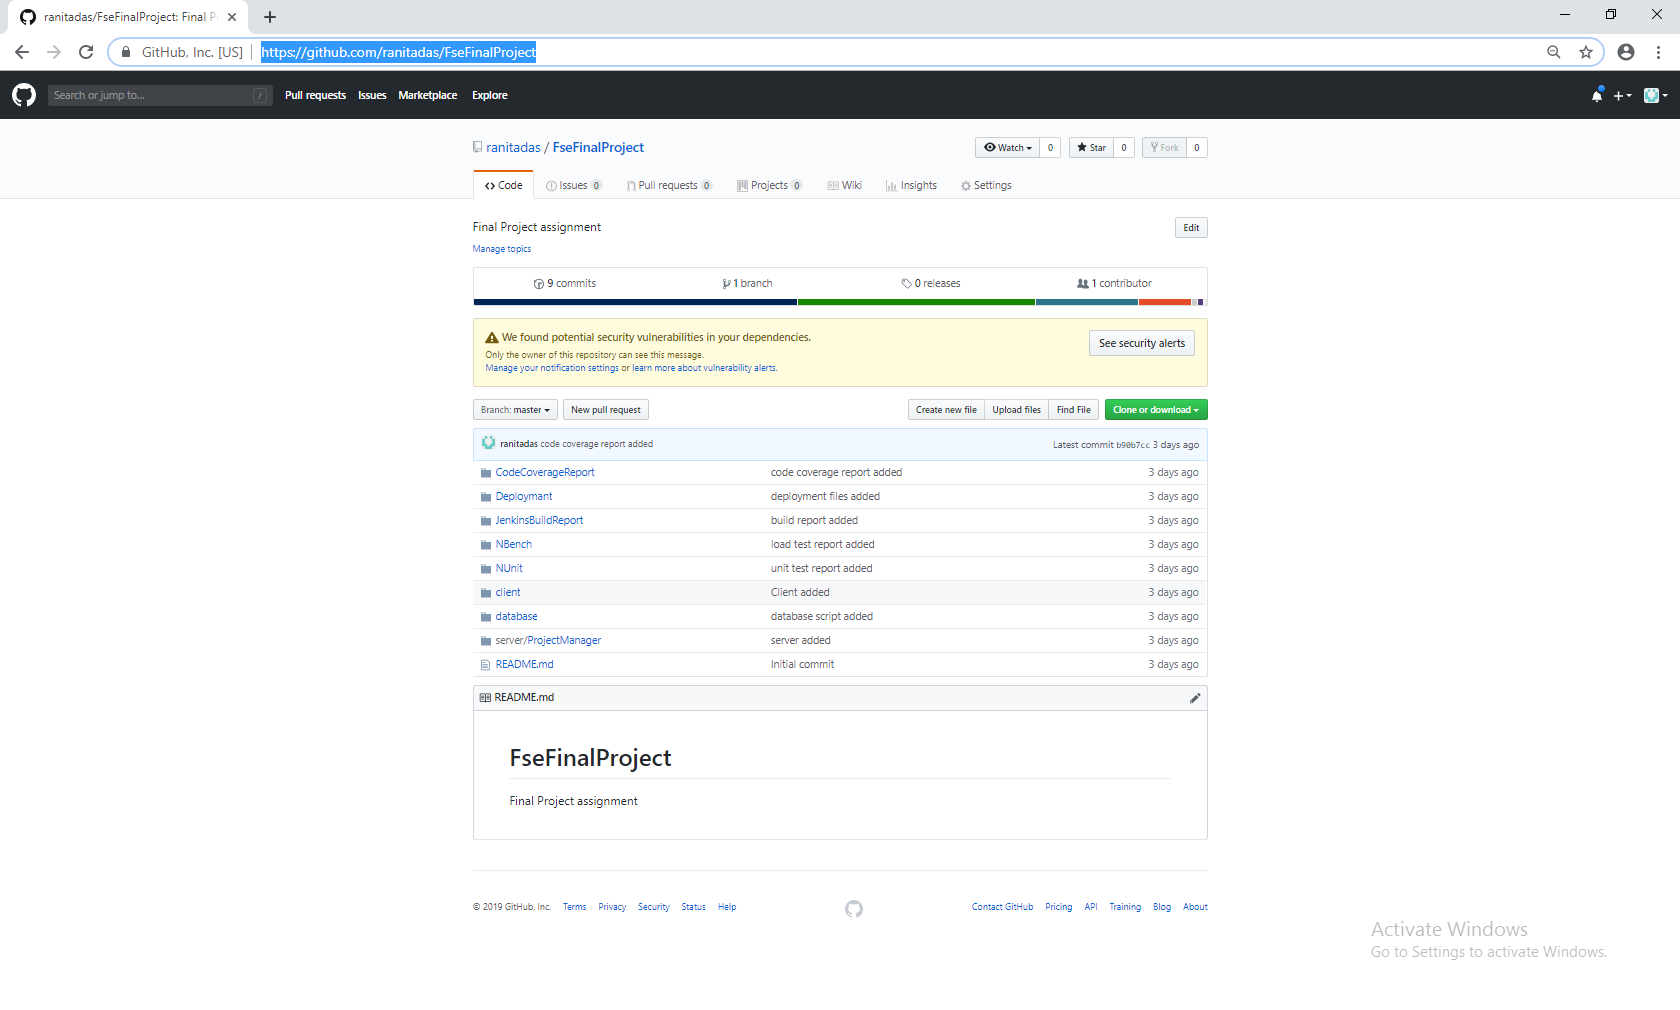 ranitadas/FseFinalProject: Final P
GitHub, Inc. [US] https://github.com/ranitadas/FseFinalProject
Search or jump to... / Pull requests Issues Marketplace Explore
ranitadas / FseFinalProject Watch 0 Star 0 Fork 0
Code Issues 0 Pull requests 0 Projects 0 Wiki Insights Settings
Final Project assignment Edit
Manage topics
9 commits 1 branch 0 releases 1 contributor
We found potential security vulnerabilities in your dependencies.
See security alerts
Only the owner of this repository can see this message.
Manage your notification settings or learn more about vulnerability alerts.
Branch: master New pull request Create new file Upload files Find File Clone or download
ranitadas code coverage report added Latest commit b90b7cc 3 days ago
CodeCoverageReport code coverage report added 3 days ago
Deploymant deployment files added 3 days ago
JenkinsBuildReport build report added 3 days ago
NBench load test report added 3 days ago
NUnit unit test report added 3 days ago
client Client added 3 days ago
database database script added 3 days ago
server/ProjectManager server added 3 days ago
README.md Initial commit 3 days ago
README.md
FseFinalProject
Final Project assignment
© 2019 GitHub, Inc. Terms Privacy Security Status Help Contact GitHub Pricing API Training Blog About
Activate Windows
Go to Settings to activate Windows.